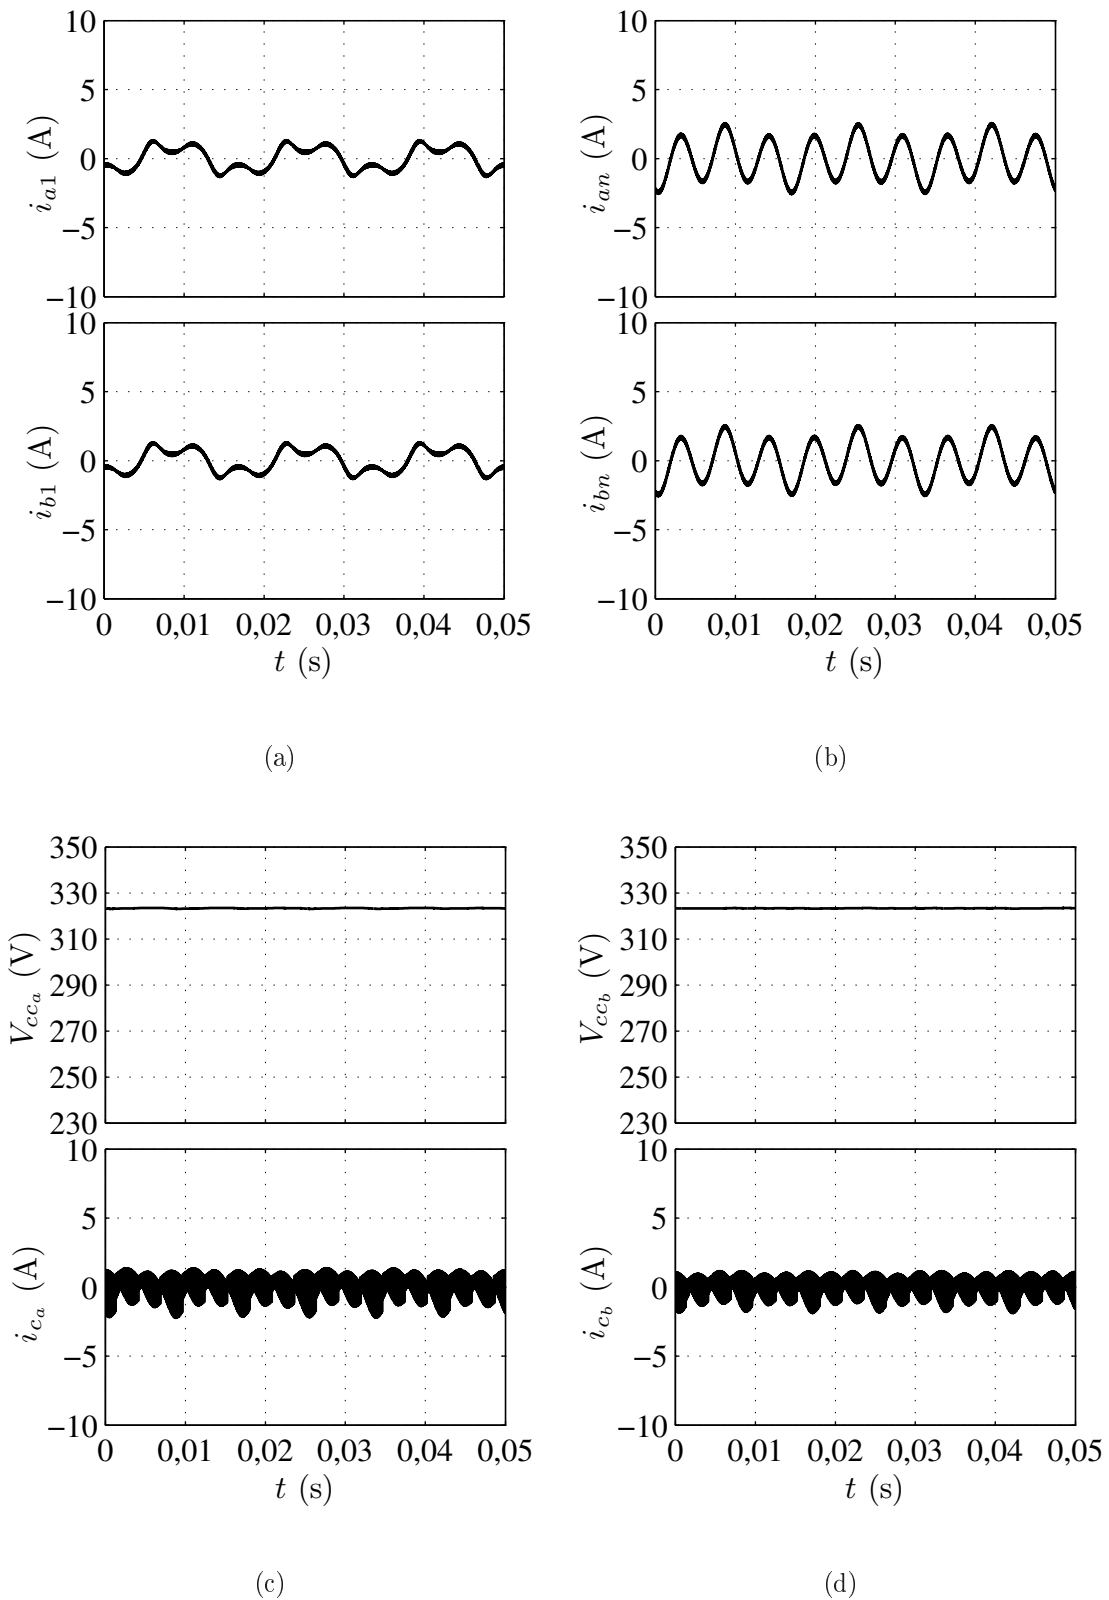 10
5
0
−5
−10
i_{a1} (A)
10
5
0
−5
−10
i_{b1} (A)
0 0,01 0,02 0,03 0,04 0,05
t (s)
(a)
10
5
0
−5
−10
i_{an} (A)
10
5
0
−5
−10
i_{bn} (A)
0 0,01 0,02 0,03 0,04 0,05
t (s)
(b)
350
330
310
290
270
250
230
V_{cc_a} (V)
10
5
0
−5
−10
i_{c_a} (A)
0 0,01 0,02 0,03 0,04 0,05
t (s)
(c)
350
330
310
290
270
250
230
V_{cc_b} (V)
10
5
0
−5
−10
i_{c_b} (A)
0 0,01 0,02 0,03 0,04 0,05
t (s)
(d)